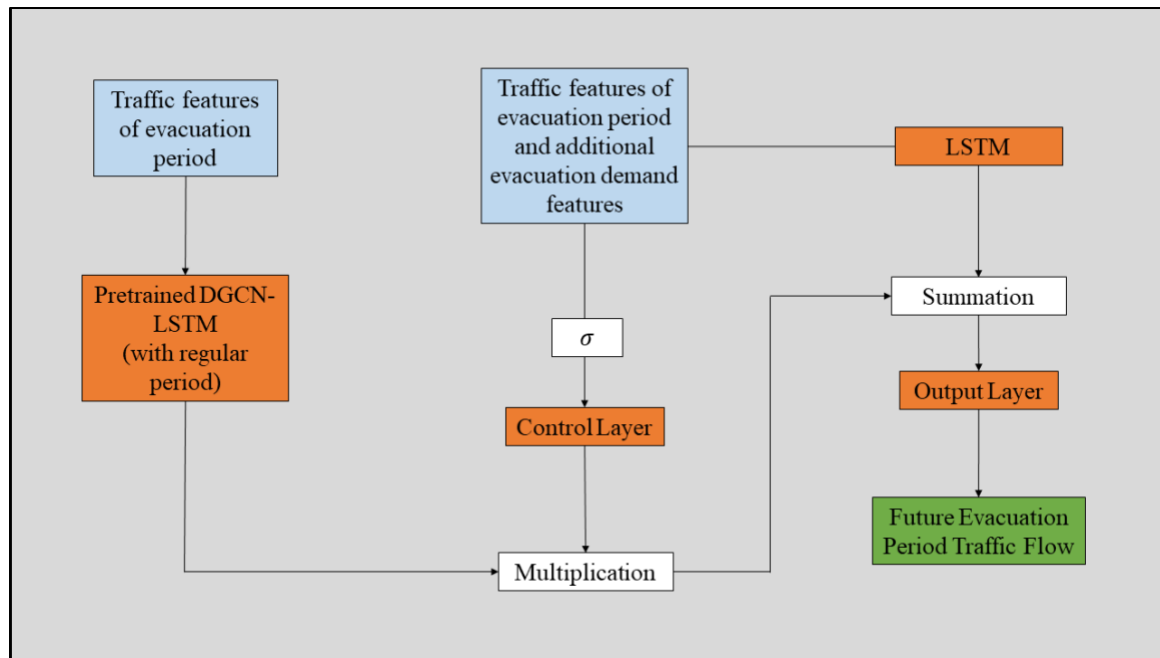 Traffic features
of evacuation
period
Pretrained DGCN-
LSTM
(with regular
period)
Traffic features of
evacuation period
and additional
evacuation demand
features
σ
Control Layer
Multiplication
LSTM
Summation
Output Layer
Future Evacuation
Period Traffic Flow